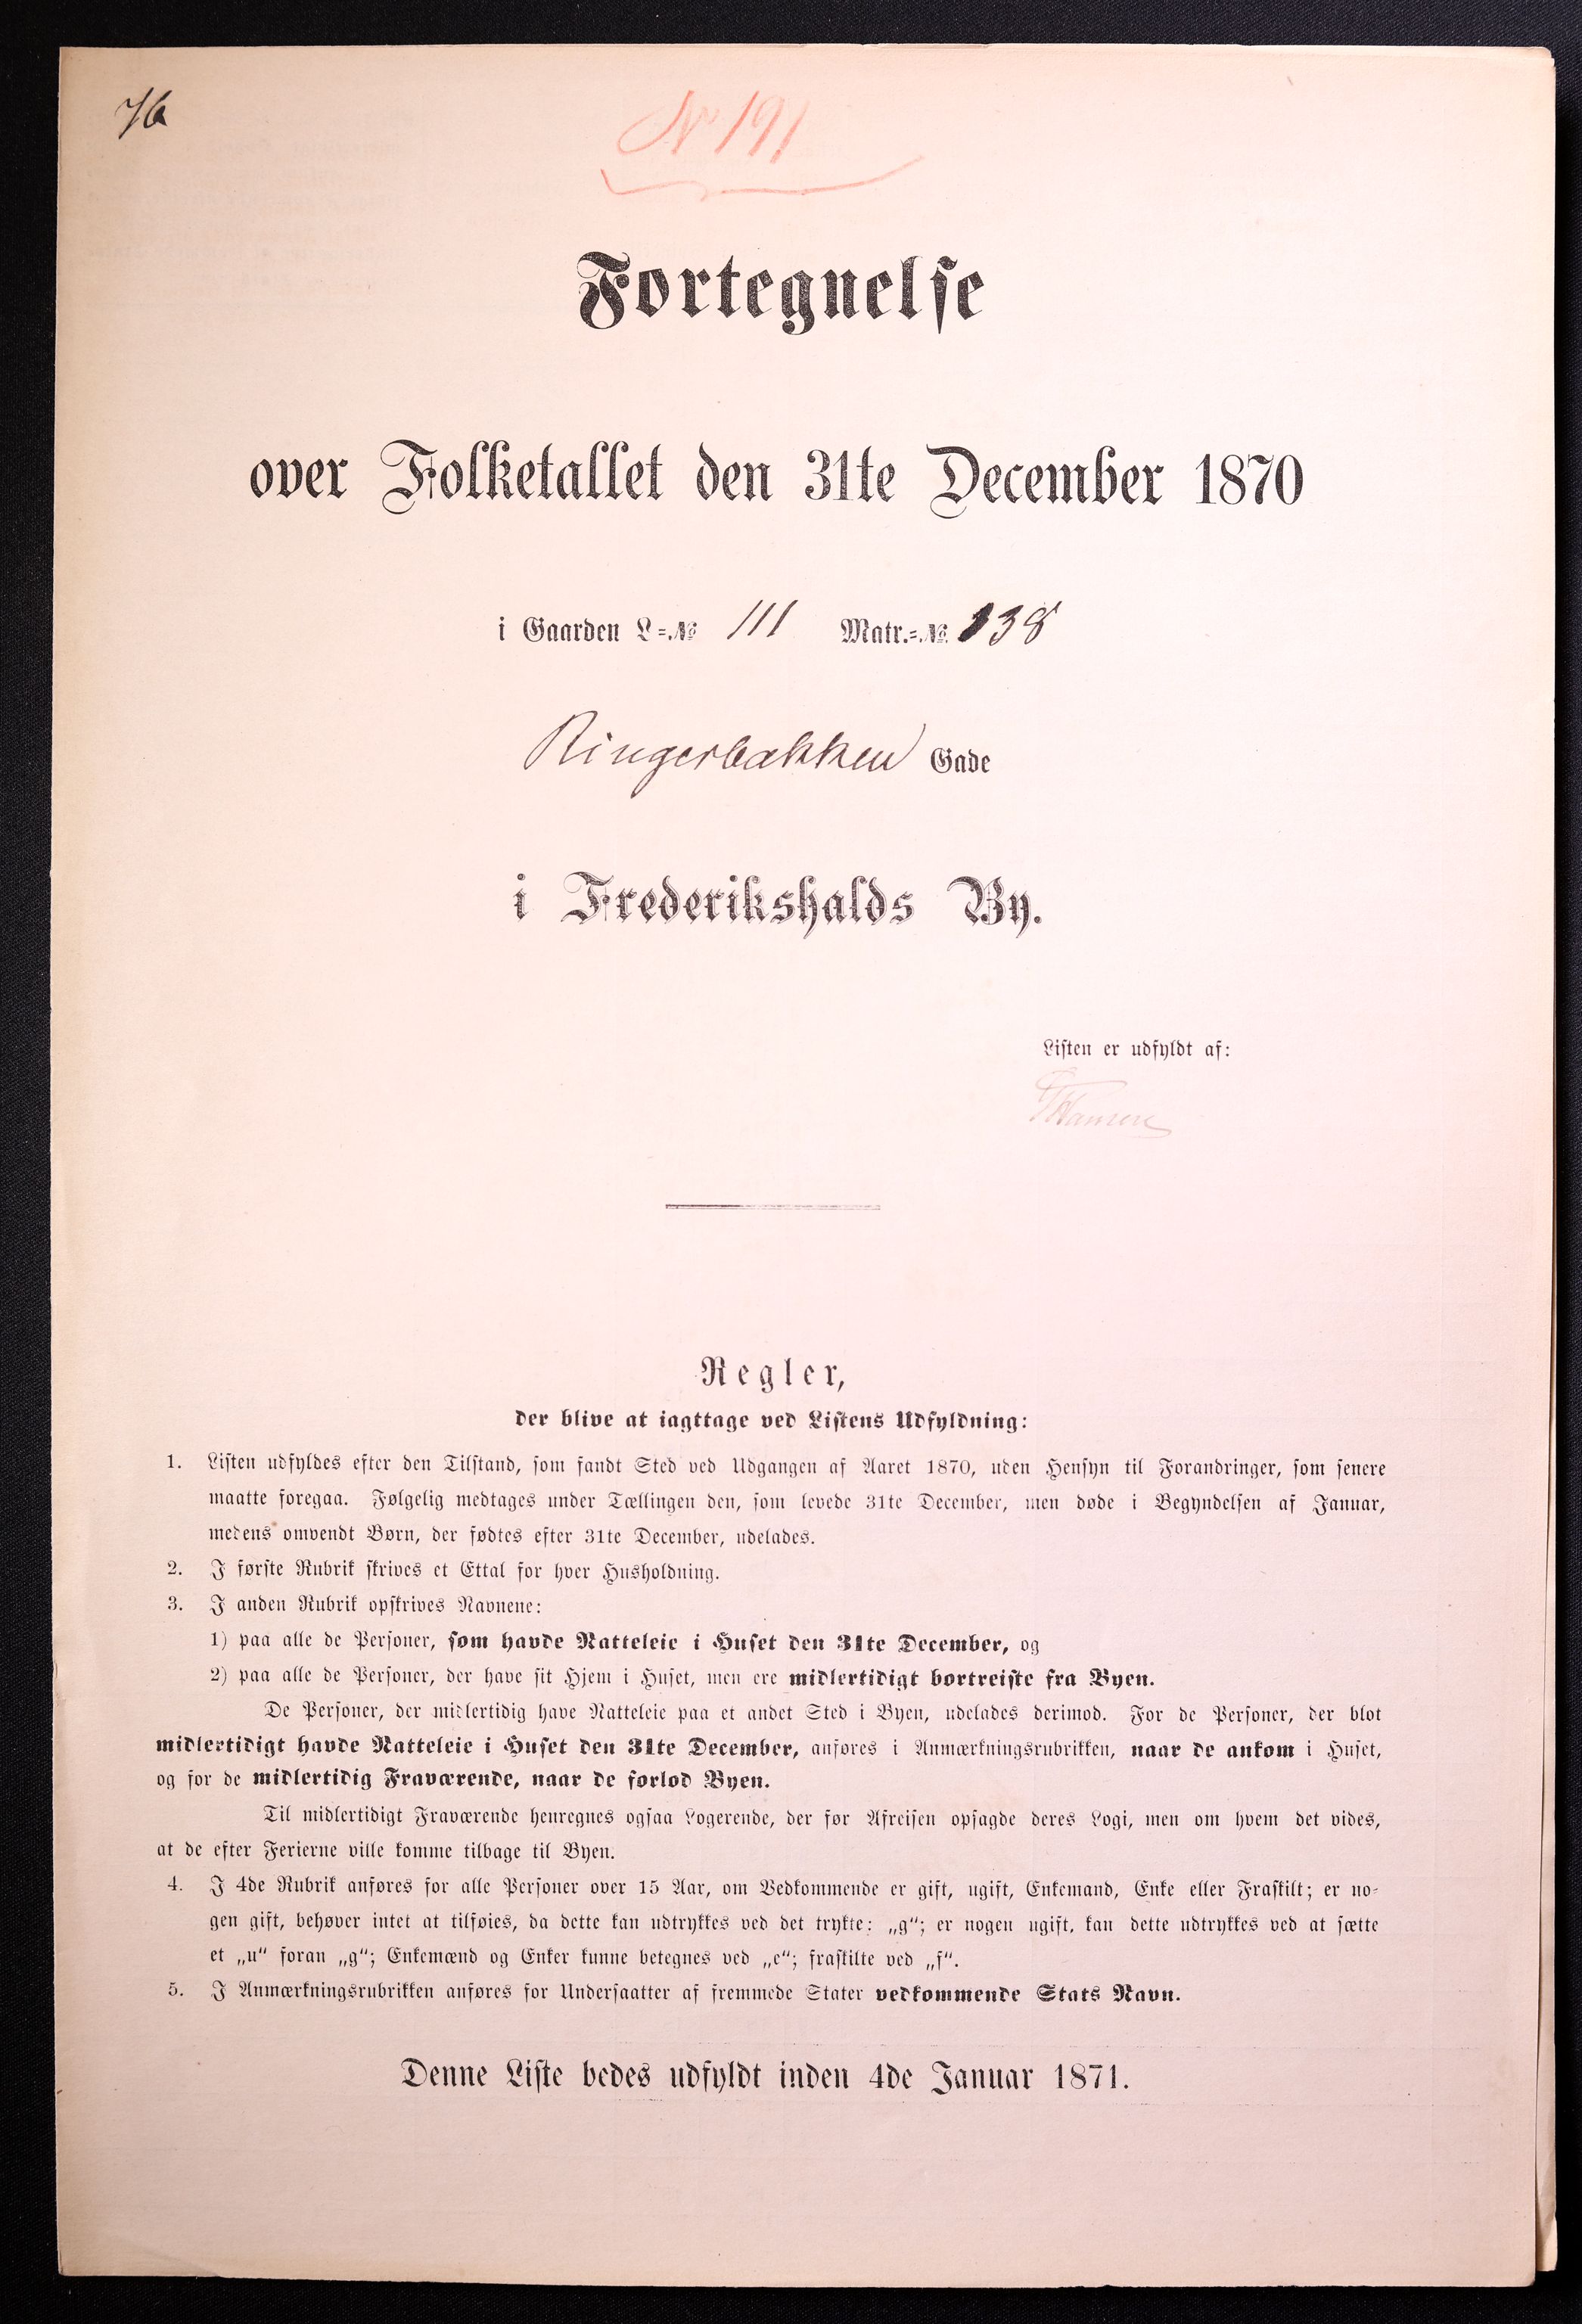 76
No 191
Fortegnelse
over Folketallet den 31te December 1870
i Gaarden L=№ 111 Matr.=№ 138
Ringerbakken Gade
i Frederikshalds By.
Listen er udfyldt af:
Hansen
Regler,
der blive at iagttage ved Listens Udfyldning:
1. Listen udfyldes efter den Tilstand, som fandt Sted ved Udgangen af Aaret 1870, uden Hensyn til Forandringer, som senere
maatte foregaa. Følgelig medtages under Tællingen den, som levede 31te December, men døde i Begyndelsen af Januar,
medens omvendt Børn, der fødtes efter 31te December, udelades.
2. I første Rubrik skrives et Ettal for hver Husholdning.
3. I anden Rubrik opskrives Navnene:
1) paa alle de Personer, som havde Natteleie i Huset den 31te December, og
2) paa alle de Personer, der have sit Hjem i Huset, men ere midlertidigt bortreiste fra Byen.
De Personer, der midlertidig have Natteleie paa et andet Sted i Byen, udelades derimod. For de Personer, der blot
midlertidigt havde Natteleie i Huset den 31te December, anføres i Anmærkningsrubrikken, naar de ankom i Huset,
og for de midlertidig Fraværende, naar de forlod Byen.
Til midlertidigt Fraværende henregnes ogsaa Logerende, der før Afreisen opsagde deres Logi, men om hvem det vides,
at de efter Ferierne ville komme tilbage til Byen.
4. I 4de Rubrik anføres for alle Personer over 15 Aar, om Vedkommende er gift, ugift, Enkemand, Enke eller Fraskilt; er no=
gen gift, behøver intet at tilføies, da dette kan udtrykkes ved det trykte: „g“; er nogen ugift, kan dette udtrykkes ved at sætte
et „u“ foran „g“; Enkemænd og Enker kunne betegnes ved „e“; fraskilte ved „f“.
5. I Anmærkningsrubrikken anføres for Undersaatter af fremmede Stater vedkommende Stats Navn.
Denne Liste bedes udfyldt inden 4de Januar 1871.